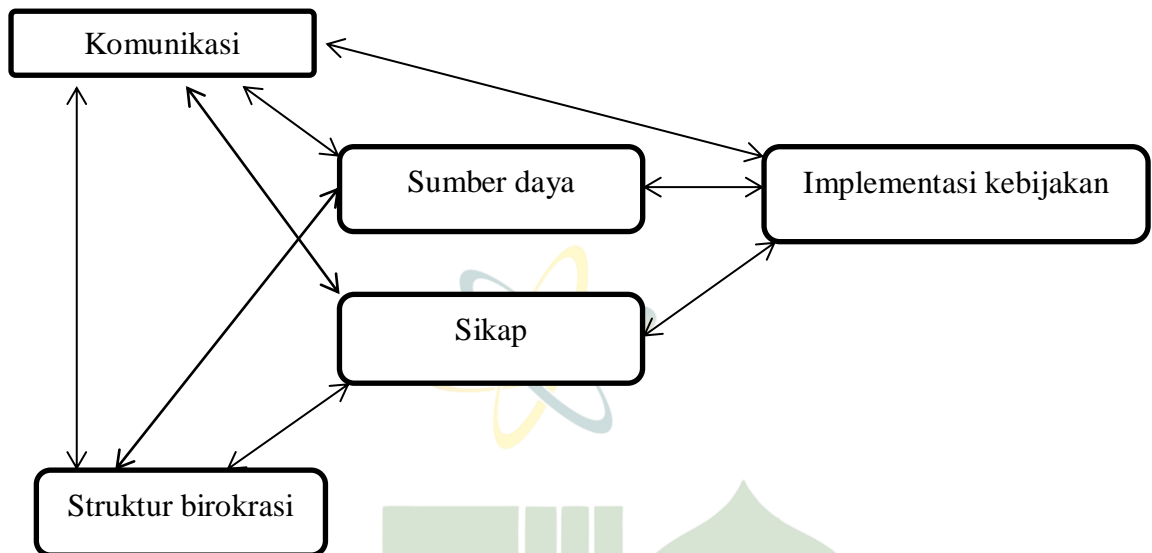 Komunikasi
Sumber daya
Implementasi kebijakan
Sikap
Struktur birokrasi